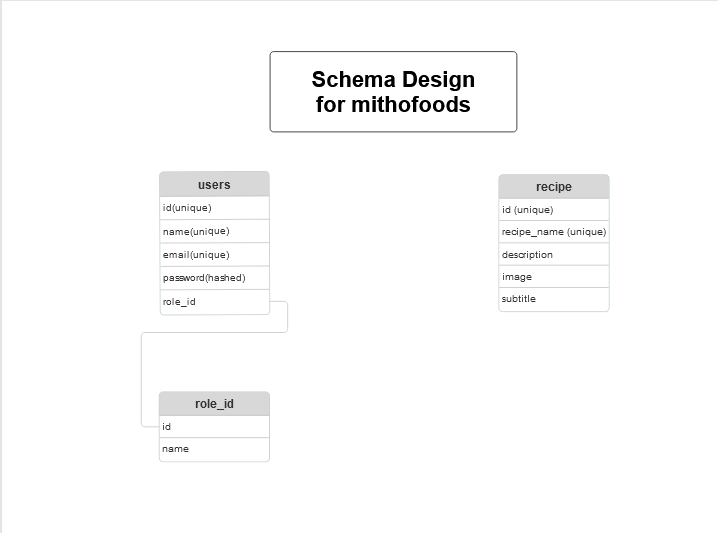 Schema Design
for mithofoods
users
id(unique)
name(unique)
email(unique)
password(hashed)
role_id
recipe
id (unique)
recipe_name (unique)
description
image
subtitle
role_id
id
name